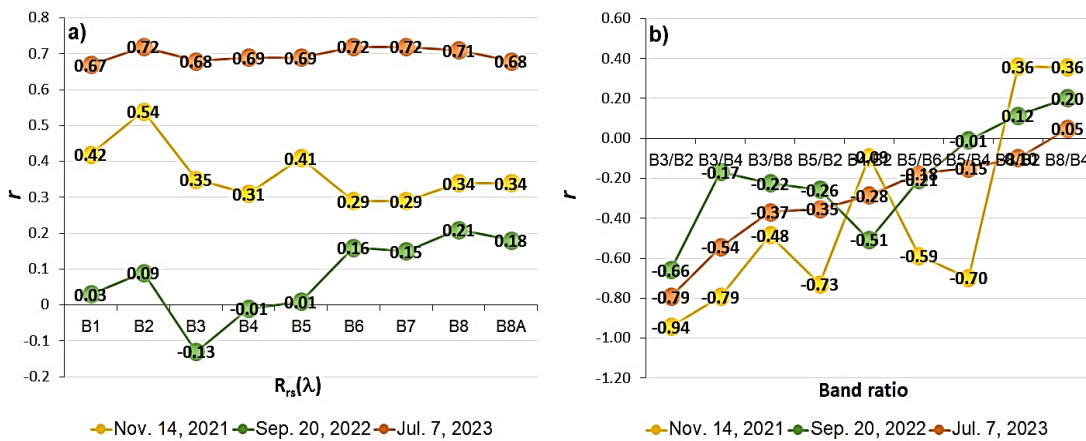 a)
0.8
0.7
0.6
0.5
0.4
0.3
0.2
0.1
0
-0.1
-0.2
r
0.67 0.72 0.68 0.69 0.69 0.72 0.72 0.71 0.68
0.42 0.54 0.35 0.31 0.41 0.29 0.29 0.34 0.34
0.03 0.09 -0.13 -0.01 0.01 0.16 0.15 0.21 0.18
B1 B2 B3 B4 B5 B6 B7 B8 B8A
Rrs(λ)
Nov. 14, 2021 Sep. 20, 2022 Jul. 7, 2023
b)
0.60
0.40
0.20
0.00
-0.20
-0.40
-0.60
-0.80
-1.00
-1.20
r
B3/B2 B3/B4 B3/B8 B5/B2 B5/B6 B5/B4 B8/B4
-0.94 -0.79 -0.48 -0.73 -0.09 -0.59 -0.70 0.36 0.36
-0.66 -0.17 -0.22 -0.26 -0.51 -0.21 -0.01 0.12 0.20
-0.79 -0.54 -0.37 -0.35 -0.28 -0.18 -0.15 -0.10 0.05
Band ratio
Nov. 14, 2021 Sep. 20, 2022 Jul. 7, 2023